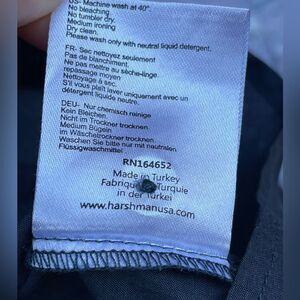 US- Machine wash at 40°.
No bleaching
No tumbler dry.
Medium ironing
Dry clean.
Please wash only with neutral liquid detergent.
FR- Sec nettoyez seulement
Pas de blanchiment.
Ne pas mettre au sèche-linge.
repassage moyen
Nettoyage à sec.
S'il vous plaît laver uniquement avec un
détergent liquide neutre.
DEU- Nur chemisch reinige
Kein Bleichen.
Nicht im Trockner trocknen
Medium Bügeln
im Wäschetrockner trocknen.
Waschen Sie bitte nur mit neutralen
Flüssigwaschmittel
RN164652
Made in Turkey
Fabriqué Turquie
in der Türkei
www.harshmanusa.com